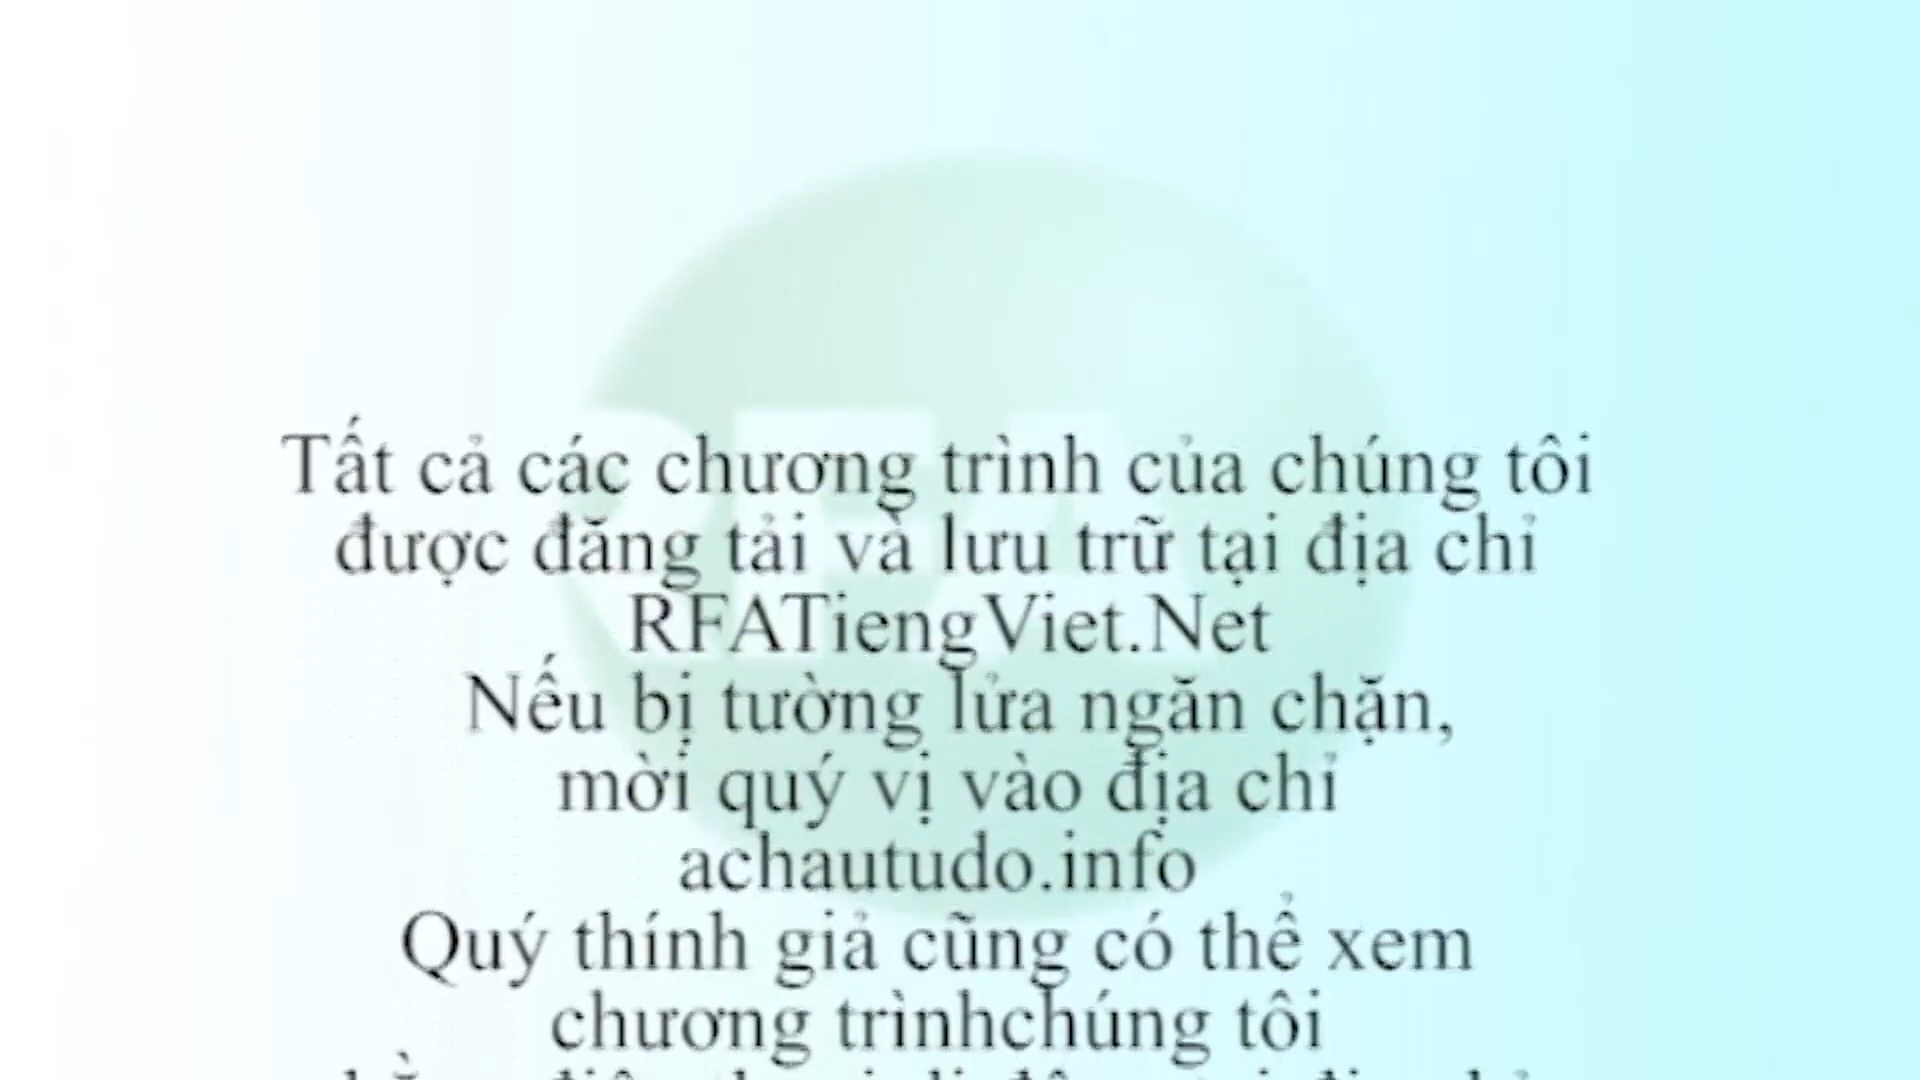 RFA
Tất cả các chương trình của chúng tôi
được đăng tải và lưu trữ tại địa chỉ
RFATiengViet.Net
Nếu bị tường lửa ngăn chặn,
mời quý vị vào địa chỉ
achautudo.info
Quý thính giả cũng có thể xem
chương trìnhchúng tôi